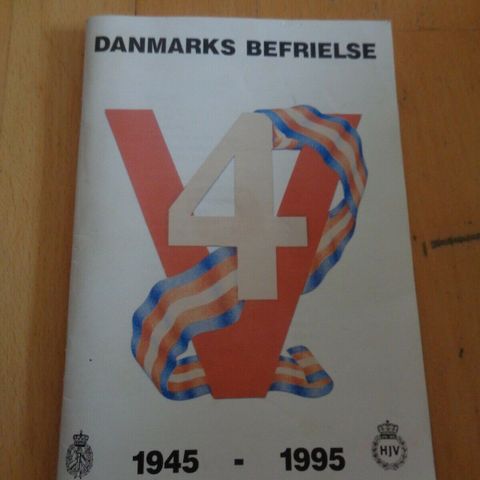 DANMARKS BEFRIELSE
V
4
1945 - 1995
HJV